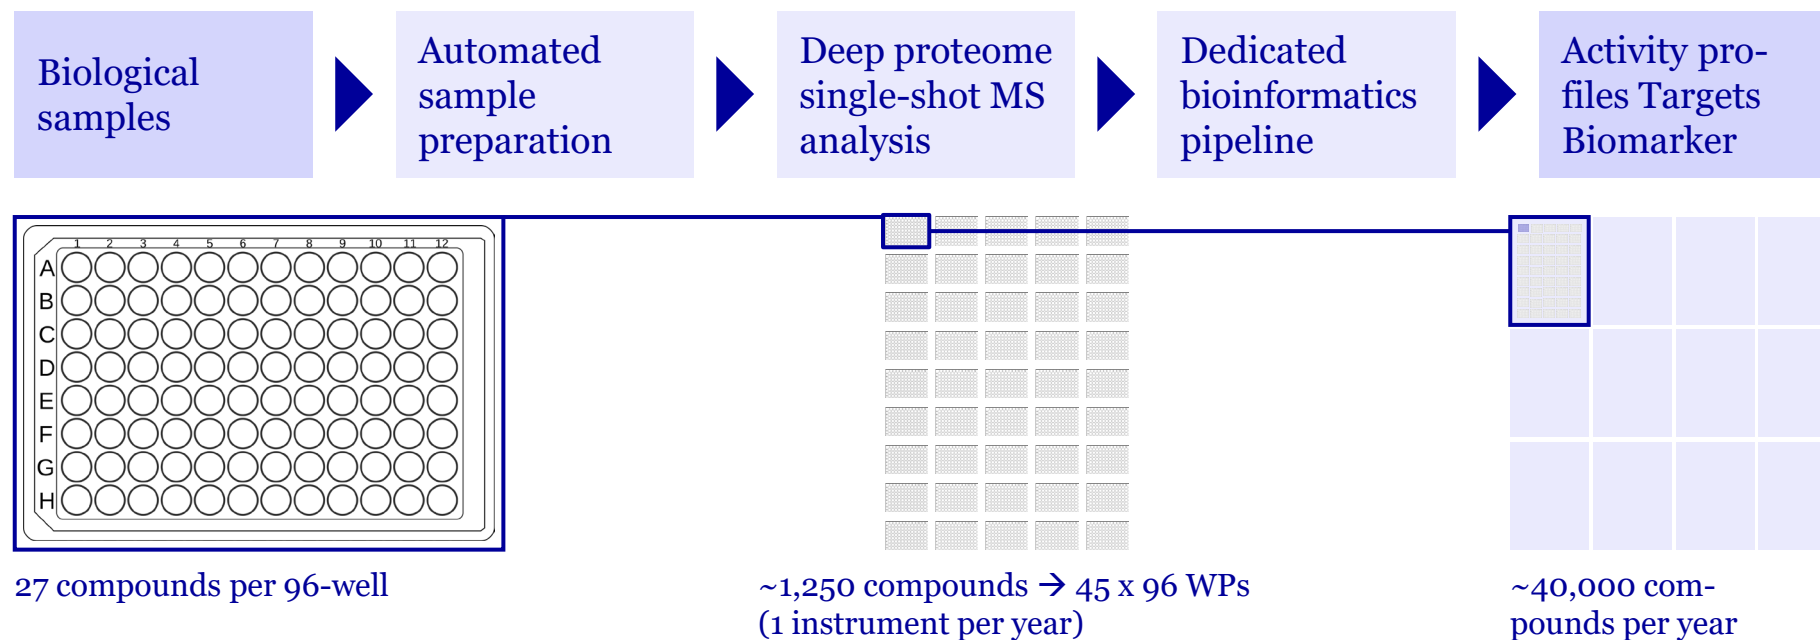 Biological
samples
Automated
sample
preparation
Deep proteome
single-shot MS
analysis
Dedicated
bioinformatics
pipeline
Activity pro-
files Targets
Biomarker
1 2 3 4 5 6 7 8 9 10 11 12
A
B
C
D
E
F
G
H
27 compounds per 96-well
~1,250 compounds → 45 x 96 WPs
(1 instrument per year)
~40,000 com-
pounds per year